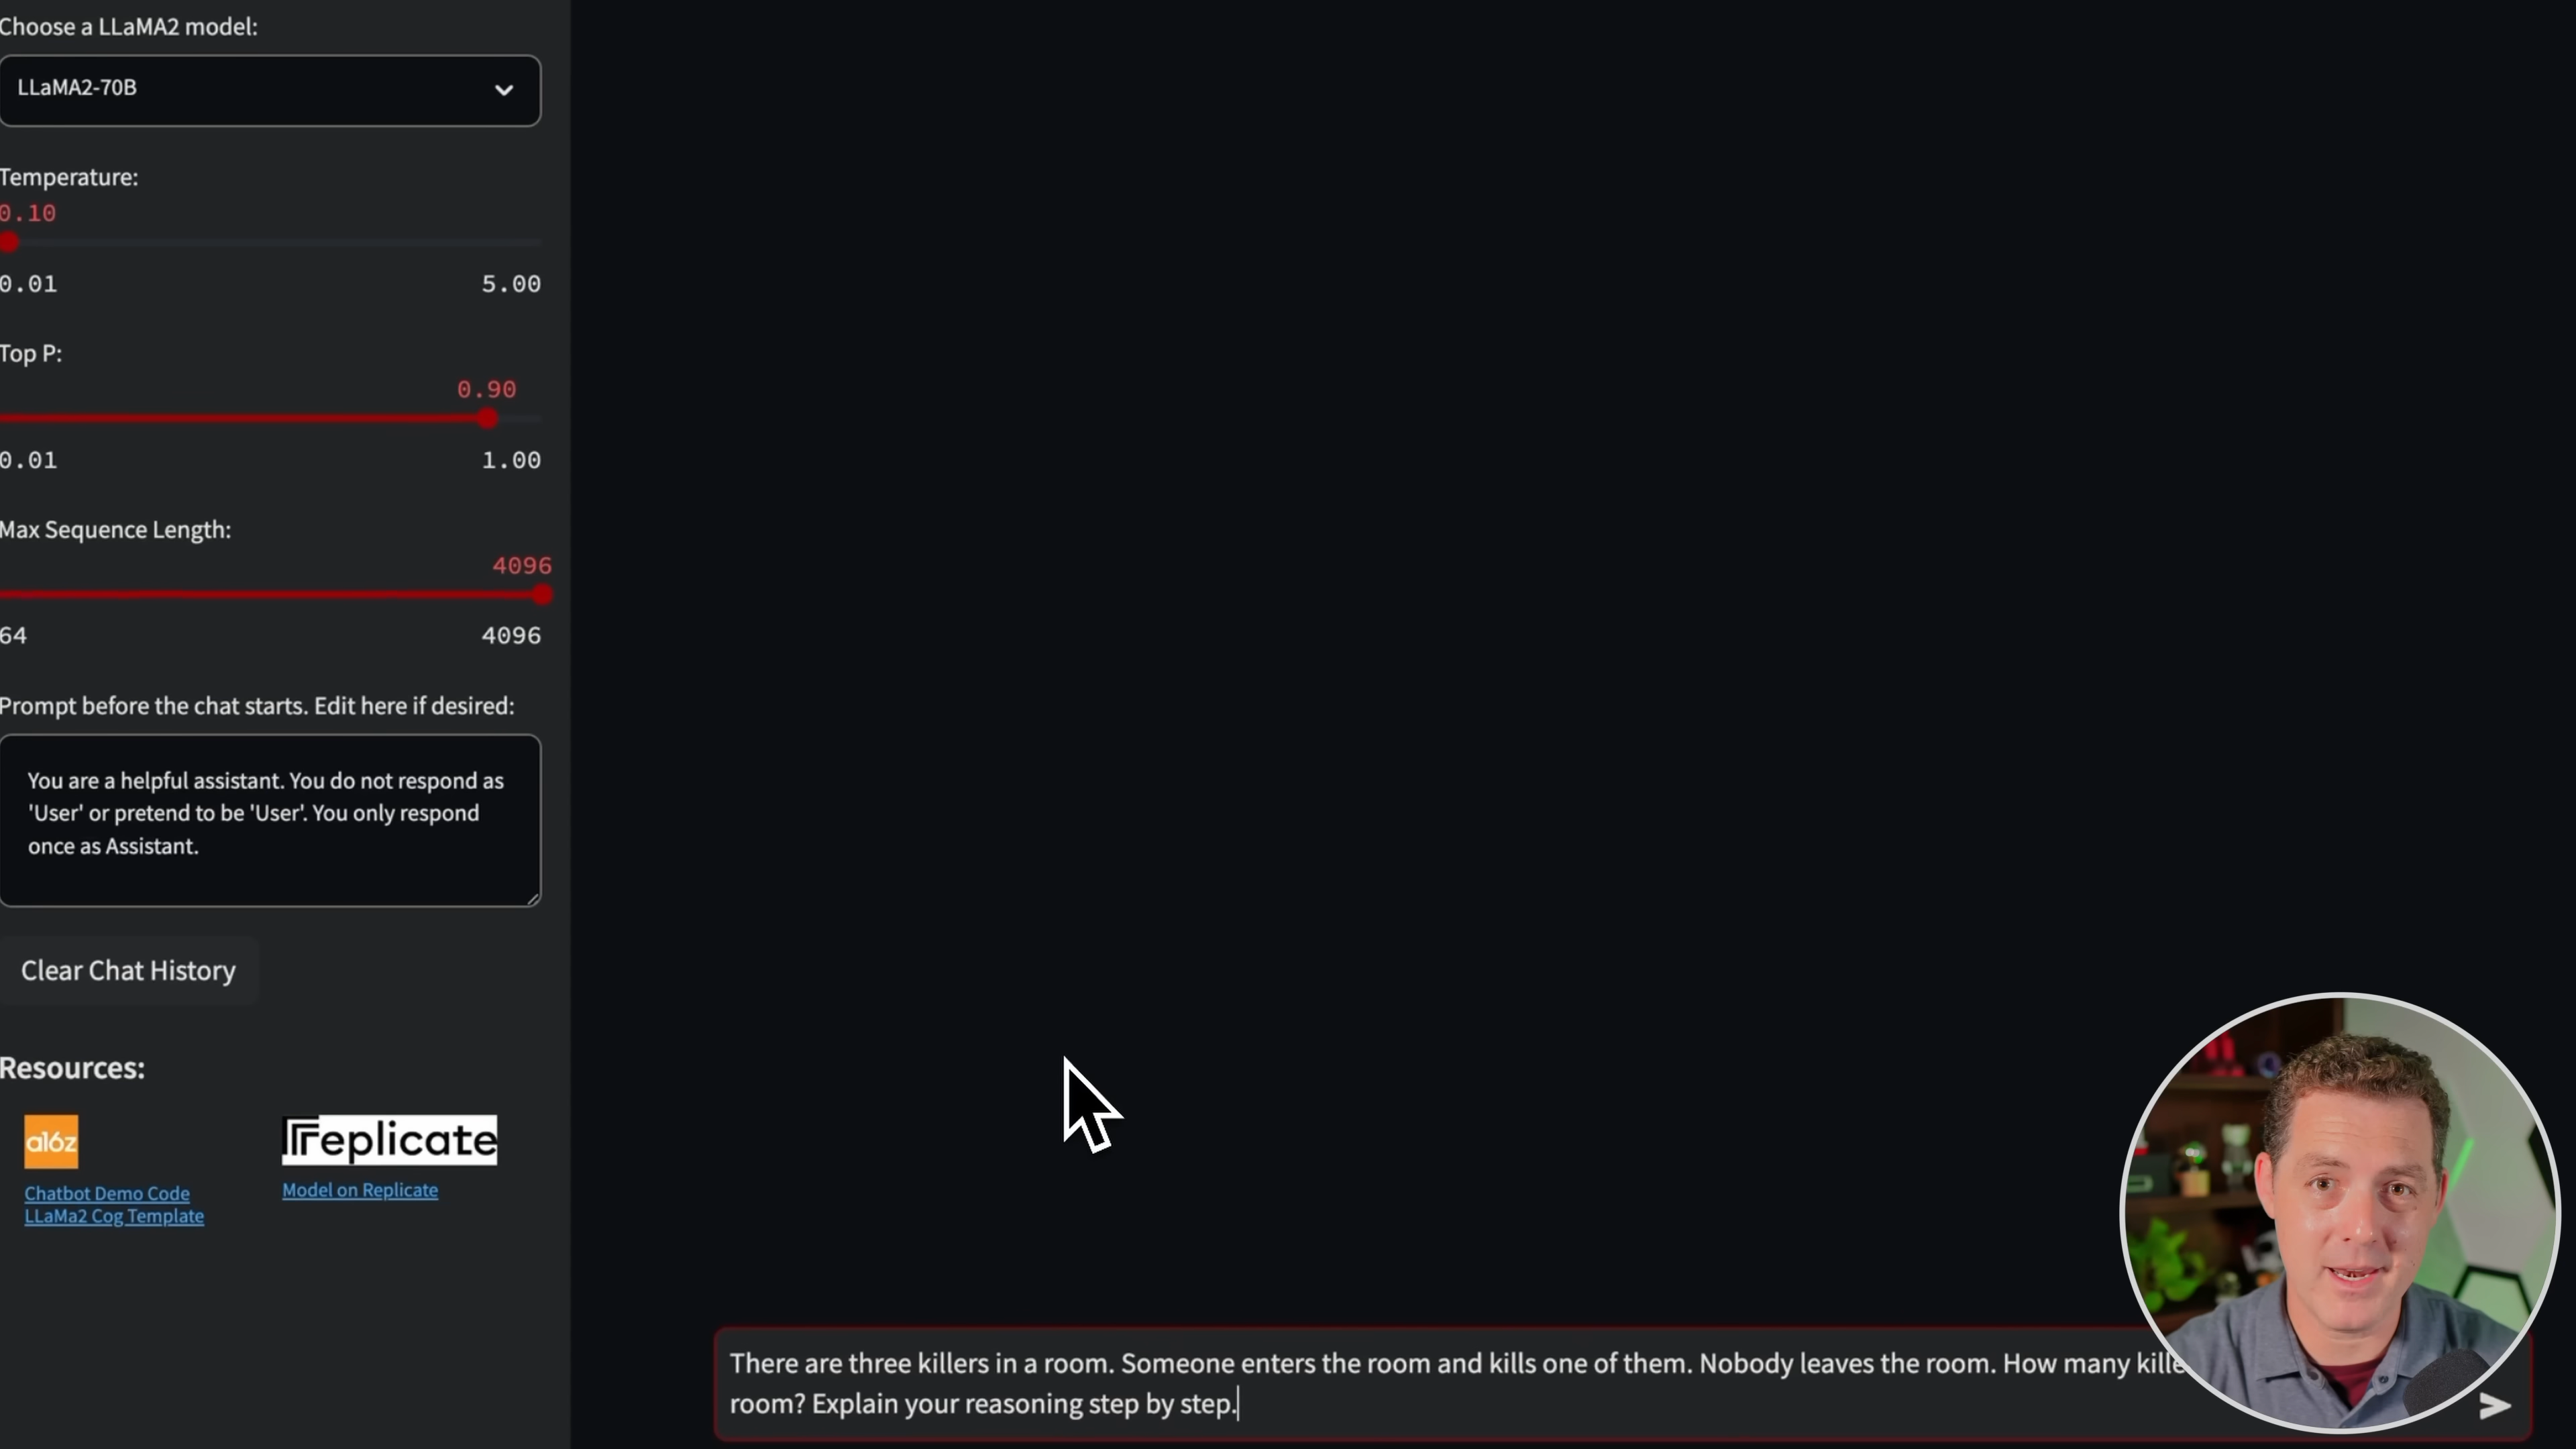 Choose a LLaMA2 model:
LLaMA2-70B
Temperature:
0.10
0.01 5.00
Top P:
0.90
0.01 1.00
Max Sequence Length:
4096
64 4096
Prompt before the chat starts. Edit here if desired:
You are a helpful assistant. You do not respond as
'User' or pretend to be 'User'. You only respond
once as Assistant.
Clear Chat History
Resources:
a16z
replicate
Chatbot Demo Code
LLaMa2 Cog Template
Model on Replicate
There are three killers in a room. Someone enters the room and kills one of them. Nobody leaves the room. How many
room? Explain your reasoning step by step.